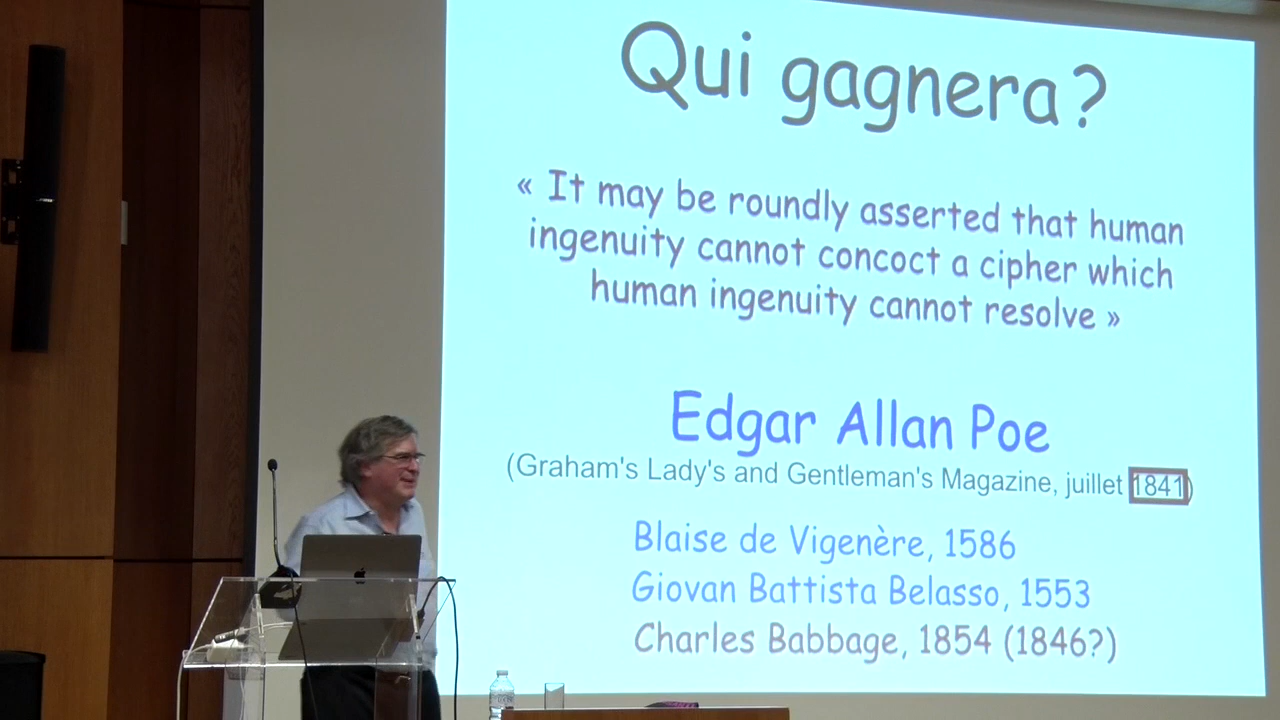 Qui gagnera?
« It may be roundly asserted that human
ingenuity cannot concoct a cipher which
human ingenuity cannot resolve »
Edgar Allan Poe
(Graham's Lady's and Gentleman's Magazine, juillet 1841)
Blaise de Vigenère, 1586
Giovan Battista Belasso, 1553
Charles Babbage, 1854 (1846?)